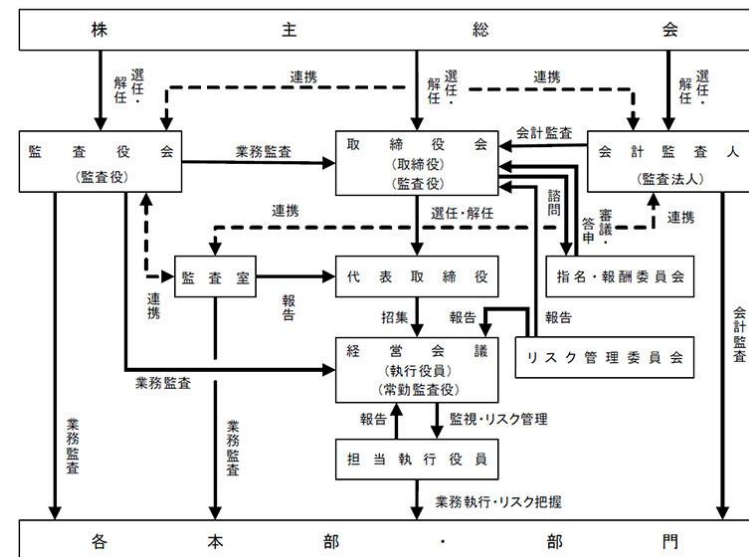 株主総会
選任・解任
連携
選任・解任
連携
選任・解任
監査役会
(監査役)
業務監査
取締役会
(取締役)
(監査役)
会計監査
会計監査人
(監査法人)
連携
選任・解任
諮問
審議・答申
連携
連携
監査室
報告
代表取締役
指名・報酬委員会
招集
報告
報告
会計監査
業務監査
経営会議
(執行役員)
(常勤監査役)
リスク管理委員会
業務監査
業務監査
報告
監視・リスク管理
担当執行役員
業務執行・リスク把握
各本部・部門